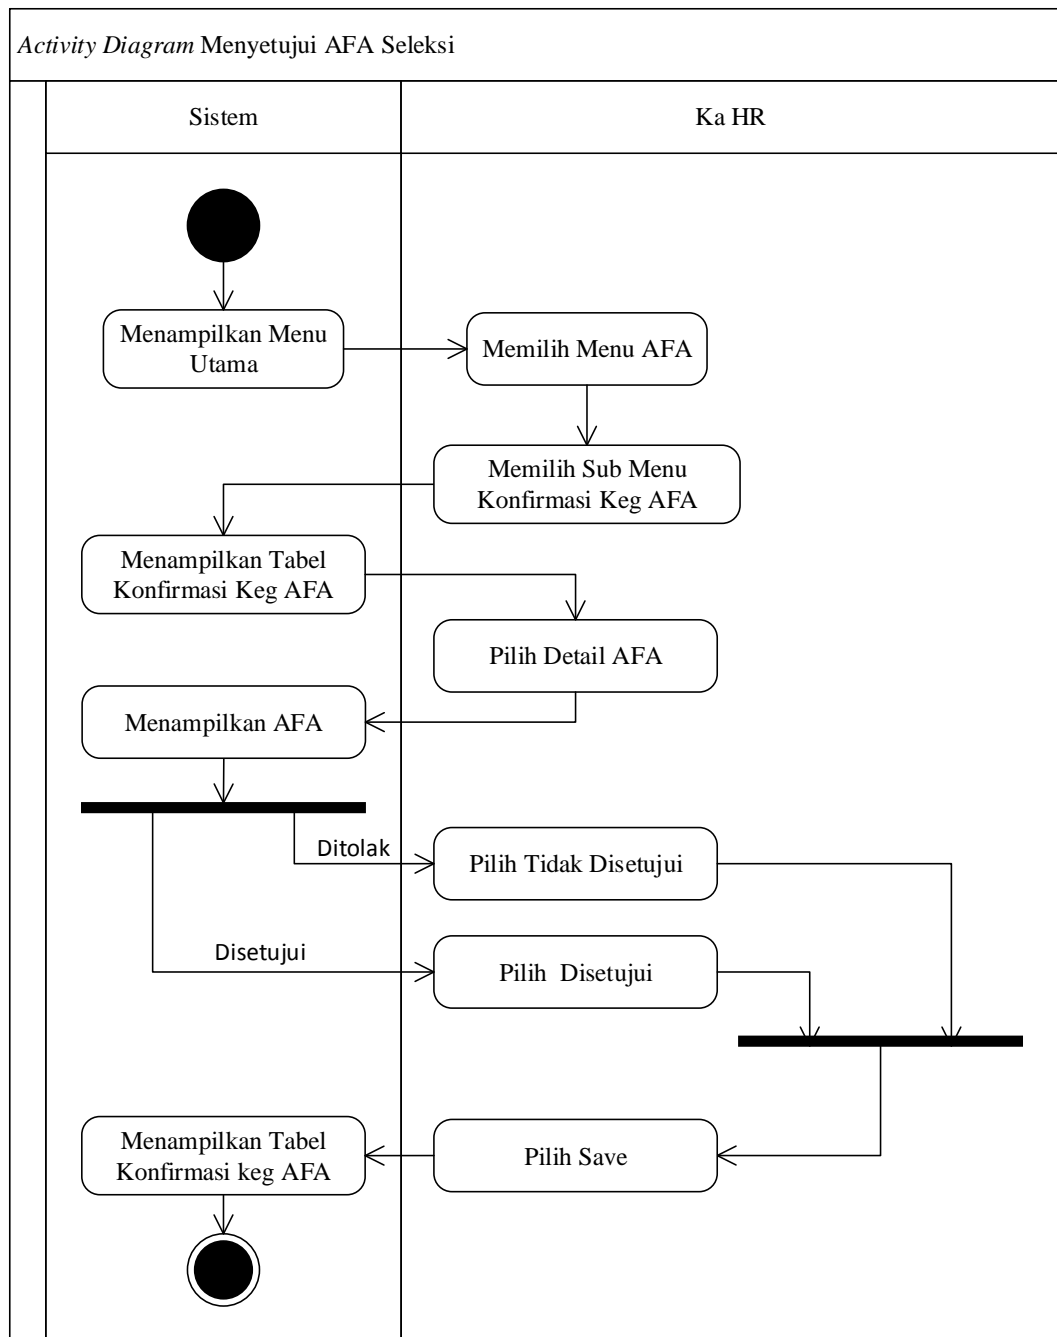 Activity Diagram Menyetujui AFA Seleksi
Sistem
Ka HR
Menampilkan Menu
Utama
Memilih Menu AFA
Memilih Sub Menu
Konfirmasi Keg AFA
Menampilkan Tabel
Konfirmasi Keg AFA
Pilih Detail AFA
Menampilkan AFA
Ditolak
Pilih Tidak Disetujui
Disetujui
Pilih  Disetujui
Pilih Save
Menampilkan Tabel
Konfirmasi keg AFA